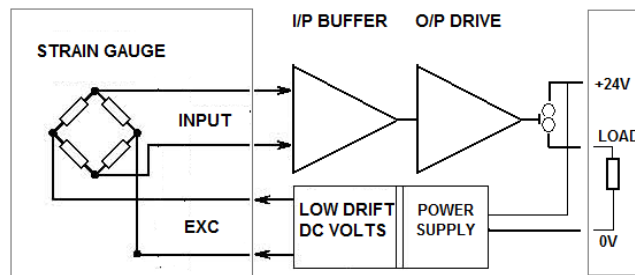 I/P BUFFER O/P DRIVE
STRAIN GAUGE
+24V
INPUT
LOAD
LOW DRIFT
DC VOLTS
POWER
SUPPLY
EXC
0V